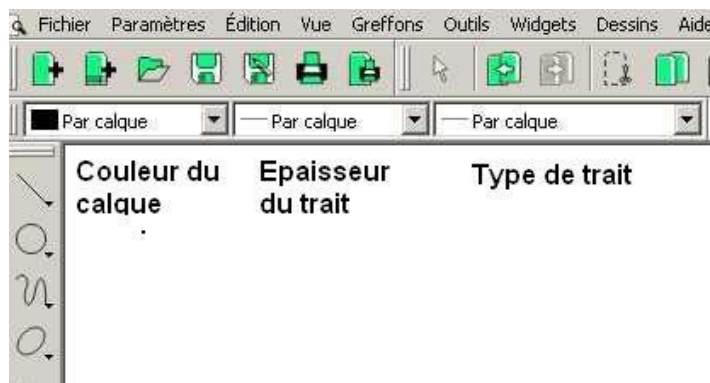 Fichier Paramètres Édition Vue Greffons Outils Widgets Dessins Aide
Par calque Par calque Par calque
Couleur du calque
Epaisseur du trait
Type de trait